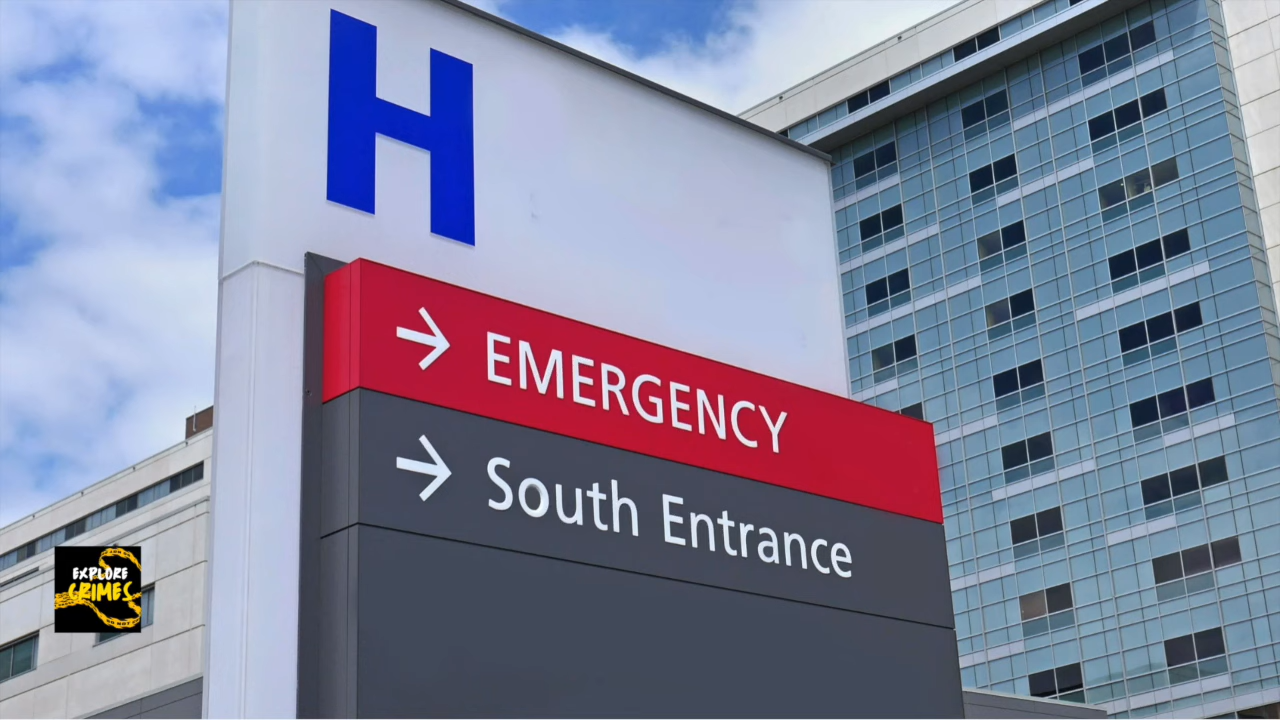 H
→ EMERGENCY
→ South Entrance
EXPLORE
CRIMES